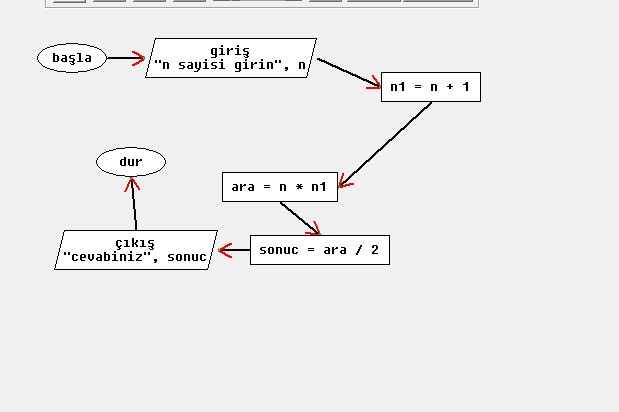 başla
giriş
"n sayisi girin", n
n1 = n + 1
ara = n * n1
sonuc = ara / 2
çıkış
"cevabiniz", sonuc
dur